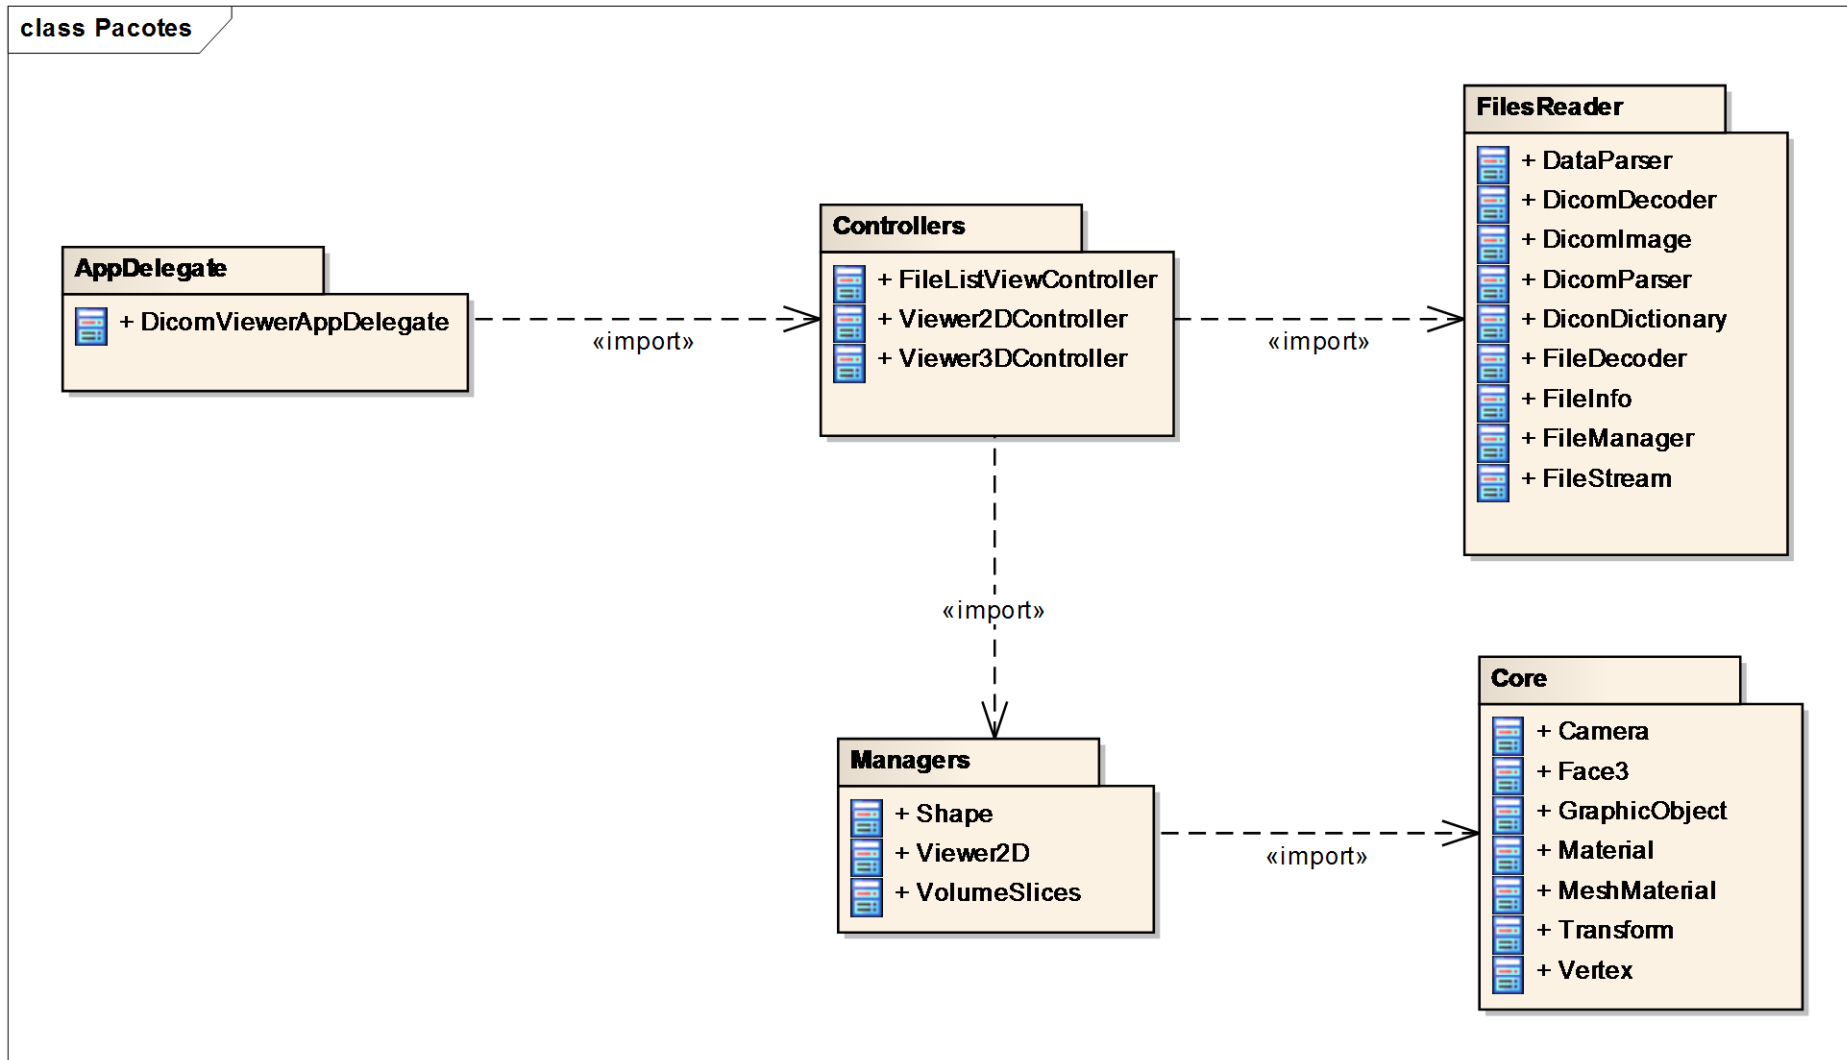 class Pacotes
AppDelegate
+ DicomViewerAppDelegate
«import»
Controllers
+ FileListViewController
+ Viewer2DController
+ Viewer3DController
«import»
FilesReader
+ DataParser
+ DicomDecoder
+ DicomImage
+ DicomParser
+ DiconDictionary
+ FileDecoder
+ FileInfo
+ FileManager
+ FileStream
«import»
Managers
+ Shape
+ Viewer2D
+ VolumeSlices
«import»
Core
+ Camera
+ Face3
+ GraphicObject
+ Material
+ MeshMaterial
+ Transform
+ Vertex